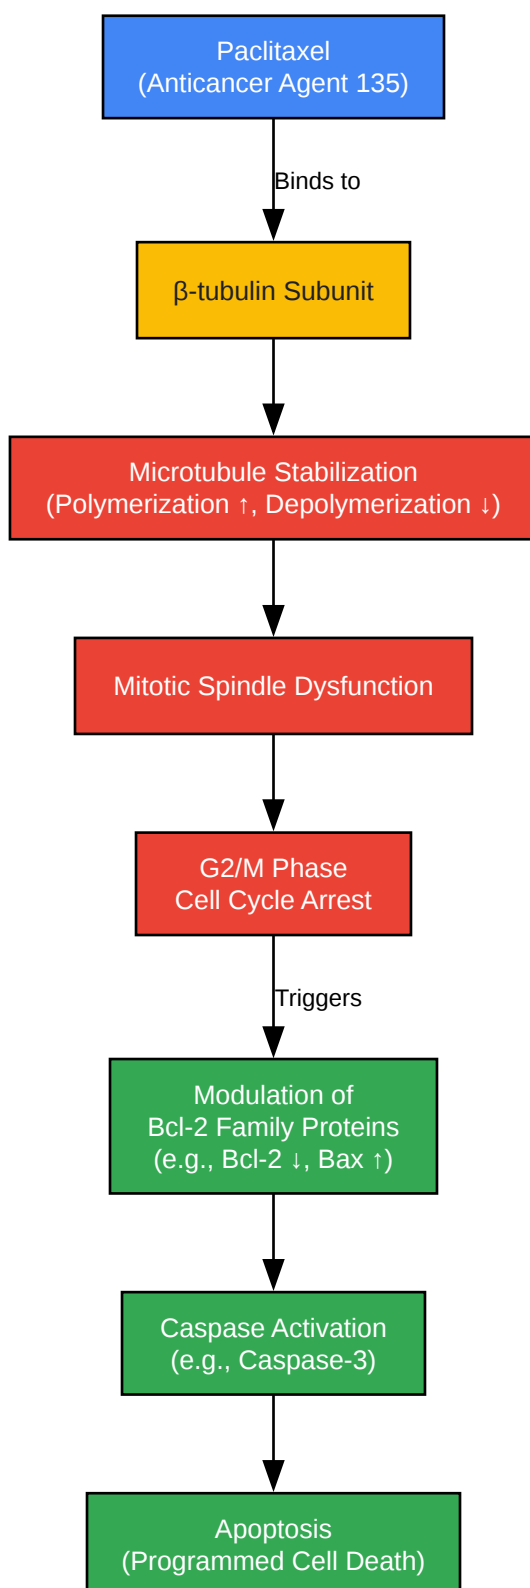 Paclitaxel
(Anticancer Agent 135)
Binds to
β-tubulin Subunit
Microtubule Stabilization
(Polymerization ↑, Depolymerization ↓)
Mitotic Spindle Dysfunction
G2/M Phase
Cell Cycle Arrest
Triggers
Modulation of
Bcl-2 Family Proteins
(e.g., Bcl-2 ↓, Bax ↑)
Caspase Activation
(e.g., Caspase-3)
Apoptosis
(Programmed Cell Death)